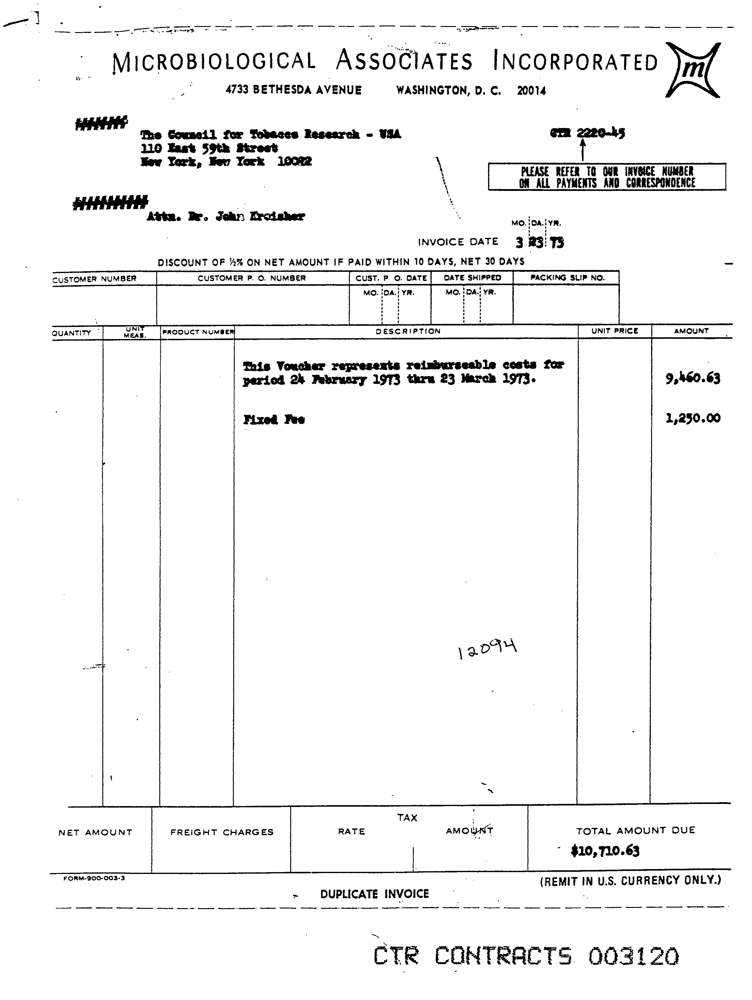 MICROBIOLOGICAL ASSOCIATES INCORPORATED m
4733 BETHESDA AVENUE WASHINGTON, D. C. 20014
The Council for Tobacco Research - USA
110 East 59th Street
New York, New York 10022
CTR 2220-45
PLEASE REFER TO OUR INVOICE NUMBER
ON ALL PAYMENTS AND CORRESPONDENCE
Attn. Dr. John Kreisher
MO. DA. YR.
INVOICE DATE 3 23 73
DISCOUNT OF ½% ON NET AMOUNT IF PAID WITHIN 10 DAYS, NET 30 DAYS
CUSTOMER NUMBER CUSTOMER P. O. NUMBER CUST. P O. DATE DATE SHIPPED PACKING SLIP NO.
MO. DA. YR. MO. DA. YR.
QUANTITY UNIT MEAS. PRODUCT NUMBER DESCRIPTION UNIT PRICE AMOUNT
This Voucher represents reimburseable costs for
period 24 February 1973 thru 23 March 1973. 9,460.63
Fixed Fee 1,250.00
12094
NET AMOUNT FREIGHT CHARGES TAX
RATE AMOUNT TOTAL AMOUNT DUE
$10,710.63
FORM-900-003-3
(REMIT IN U.S. CURRENCY ONLY.)
DUPLICATE INVOICE
CTR CONTRACTS 003120